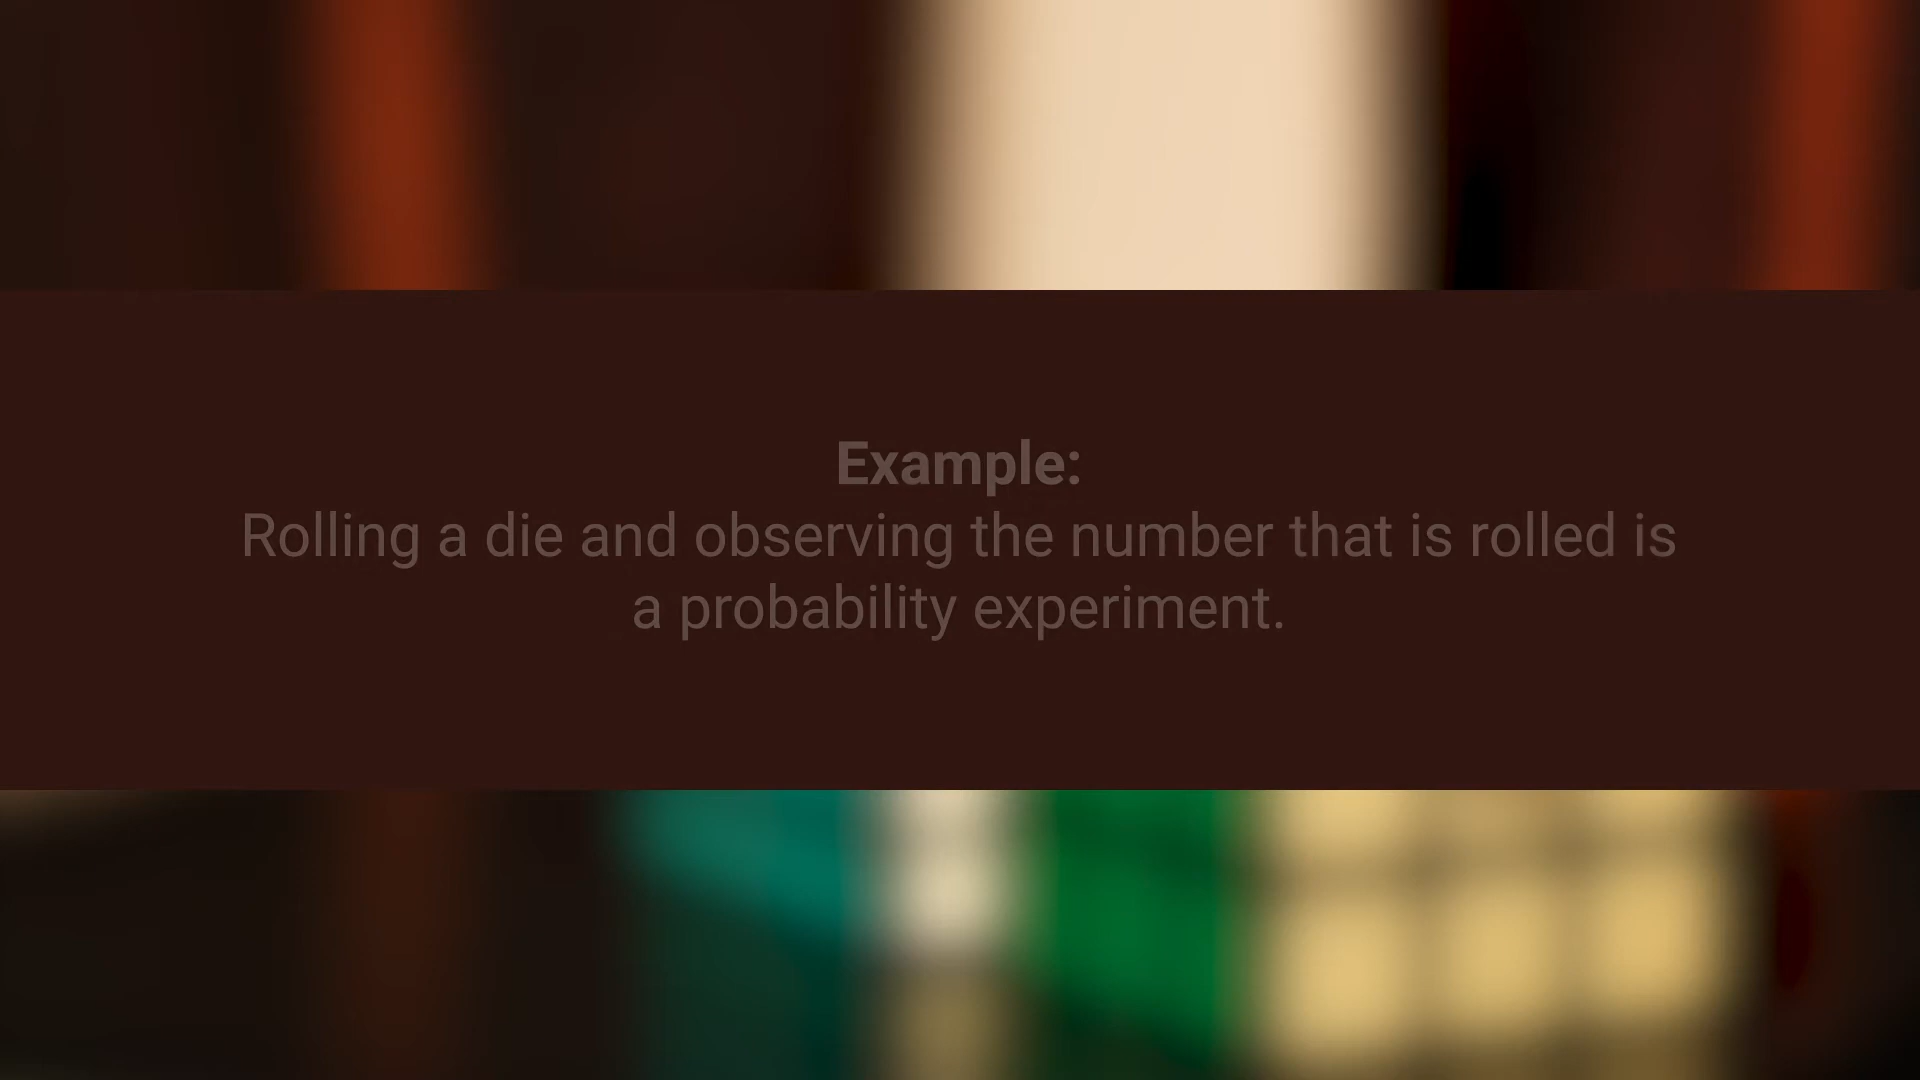 Example:
Rolling a die and observing the number that is rolled is
a probability experiment.